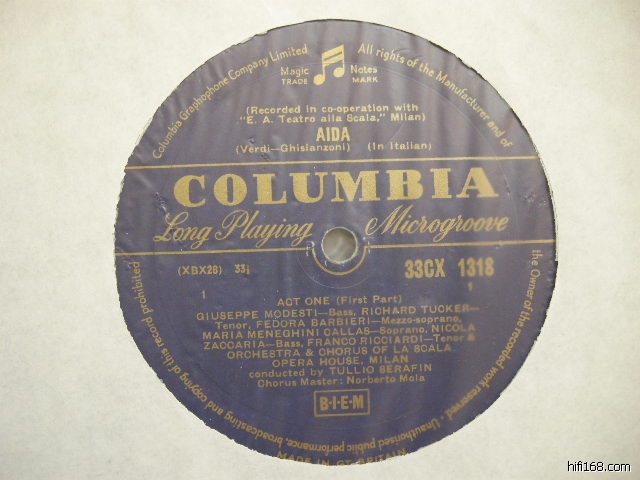 Columbia Graphophone Company Limited
All rights of the Manufacturer and of
the Owner of the recorded work reserved - Unauthorised public performance, broadcasting and copying of this record prohibited
Magic Notes
TRADE MARK
(Recorded in co-operation with
"E. A. Teatro alla Scala," Milan)
AIDA
(Verdi—Ghislanzoni) (In Italian)
COLUMBIA
Long Playing Microgroove
(XBX28) 33⅓ 33CX 1318
1 1
ACT ONE (First Part)
GIUSEPPE MODESTI—Bass, RICHARD TUCKER—
Tenor, FEDORA BARBIERI—Mezzo-soprano,
MARIA MENEGHINI CALLAS—Soprano, NICOLA
ZACCARIA—Bass, FRANCO RICCIARDI—Tenor &
ORCHESTRA & CHORUS OF LA SCALA
OPERA HOUSE, MILAN
conducted by TULLIO SERAFIN
Chorus Master: Norberto Mola
B·I·E·M
MADE IN GT BRITAIN
hifi168.com